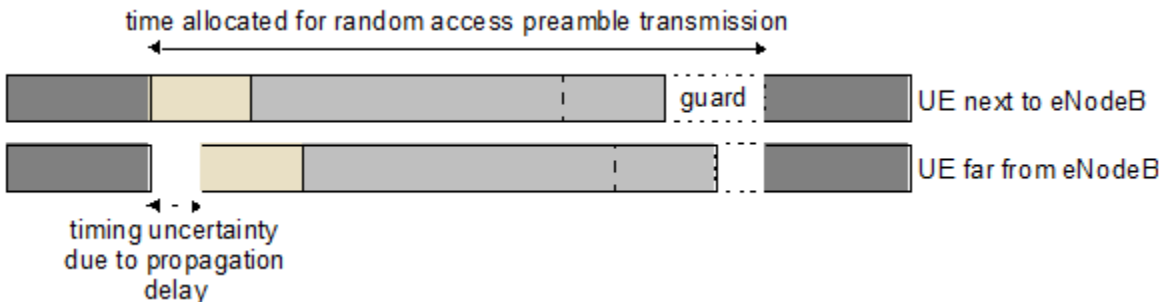 time allocated for random access preamble transmission
guard
UE next to eNodeB
UE far from eNodeB
timing uncertainty
due to propagation
delay